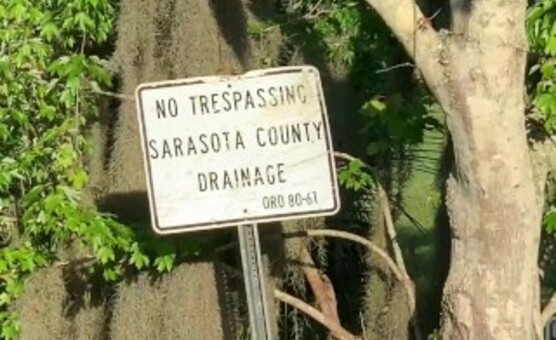 NO TRESPASSING
SARASOTA COUNTY
DRAINAGE
ORD 80-61